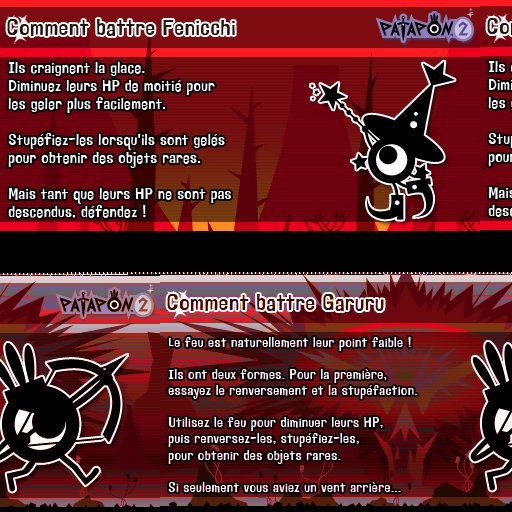 Comment battre Fenicchi
PATAPON 2
Ils craignent la glace.
Diminuez leurs HP de moitié pour
les geler plus facilement.
Stupéfiez-les lorsqu'ils sont gelés
pour obtenir des objets rares.
Mais tant que leurs HP ne sont pas
descendus, défendez !
PATAPON 2
Comment battre Garuru
Le feu est naturellement leur point faible !
Ils ont deux formes. Pour la première,
essayez le renversement et la stupéfaction.
Utilisez le feu pour diminuer leurs HP,
puis renversez-les, stupéfiez-les,
pour obtenir des objets rares.
Si seulement vous aviez un vent arrière...